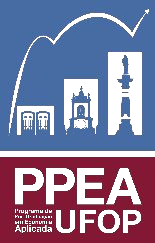 PPEA
Programa de
Pós-Graduação
em Economia
Aplicada
UFOP